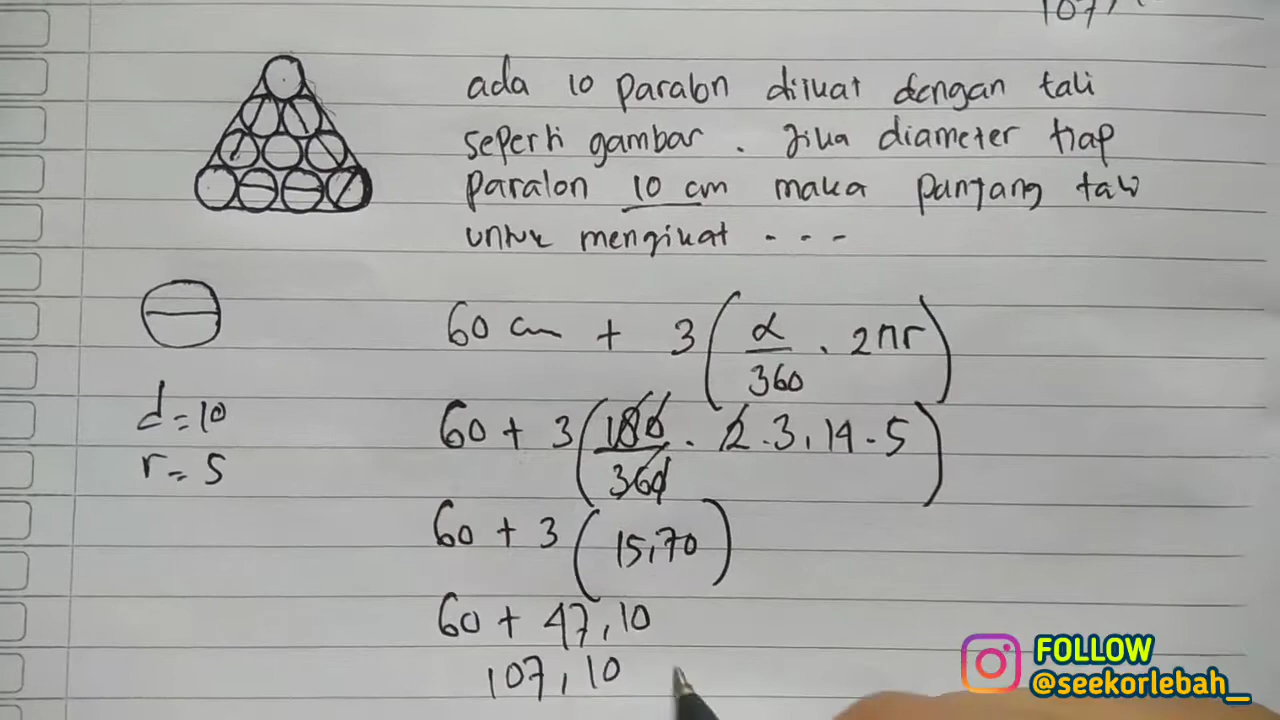 107,
ada 10 paralon diikat dengan tali
seperti gambar. Jika diameter tiap
paralon 10 cm maka panjang tali
untuk mengikat ---
60 cm + 3 (α/360 . 2πr)
d = 10
60 + 3 (180/360 . 2.3,14.5)
r = 5
60 + 3 (15,70)
60 + 47,10
107,10
FOLLOW
@seekorlebah_